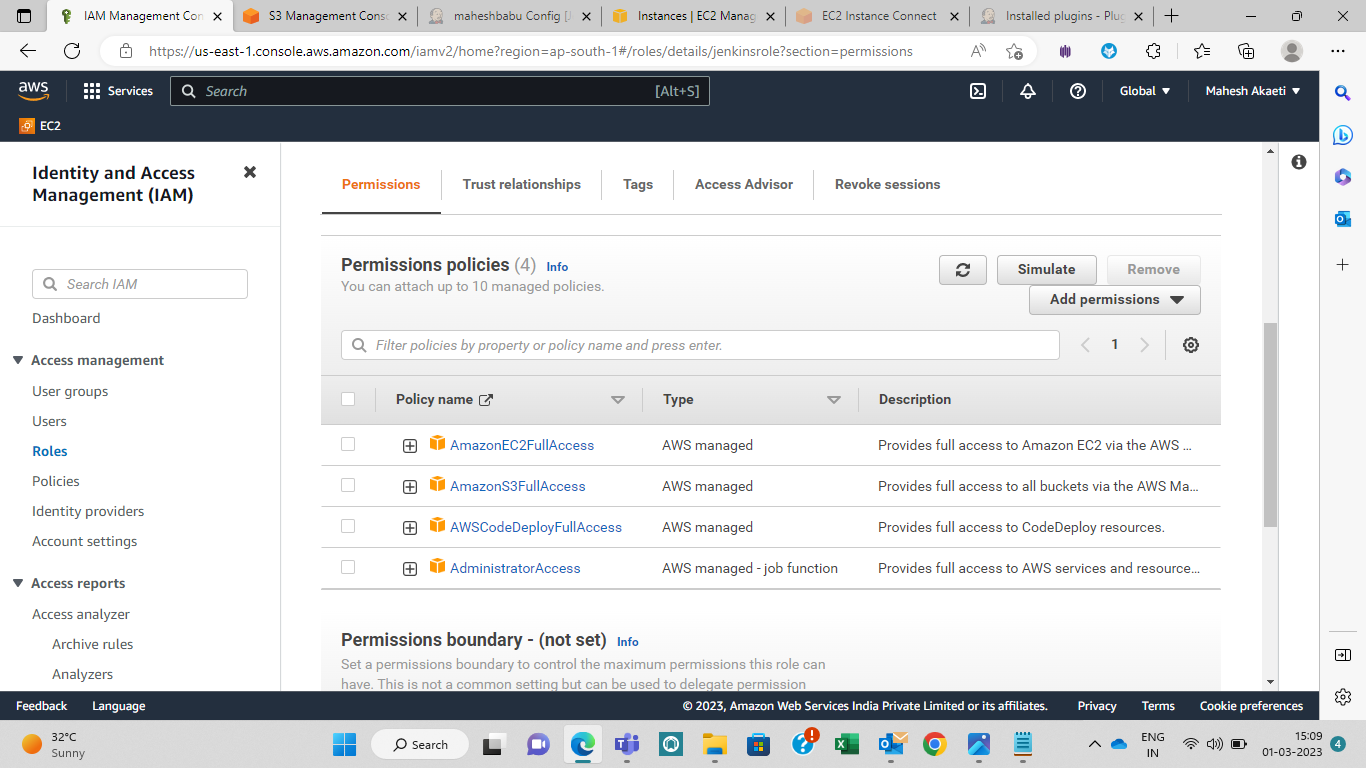 IAM Management Con
S3 Management Conso
maheshbabu Config [J
Instances | EC2 Manag
EC2 Instance Connect
Installed plugins - Plug
https://us-east-1.console.aws.amazon.com/iamv2/home?region=ap-south-1#/roles/details/jenkinsrole?section=permissions
aws
Services
Search
[Alt+S]
Global
Mahesh Akaeti
EC2
Identity and Access
Management (IAM)
Search IAM
Dashboard
Access management
User groups
Users
Roles
Policies
Identity providers
Account settings
Access reports
Access analyzer
Archive rules
Analyzers
Permissions
Trust relationships
Tags
Access Advisor
Revoke sessions
Permissions policies (4) Info
You can attach up to 10 managed policies.
Simulate
Remove
Add permissions
Filter policies by property or policy name and press enter.
1
Policy name
Type
Description
AmazonEC2FullAccess
AWS managed
Provides full access to Amazon EC2 via the AWS ...
AmazonS3FullAccess
AWS managed
Provides full access to all buckets via the AWS Ma...
AWSCodeDeployFullAccess
AWS managed
Provides full access to CodeDeploy resources.
AdministratorAccess
AWS managed - job function
Provides full access to AWS services and resource...
Permissions boundary - (not set) Info
Set a permissions boundary to control the maximum permissions this role can
have. This is not a common setting but can be used to delegate permission
Feedback
Language
© 2023, Amazon Web Services India Private Limited or its affiliates.
Privacy
Terms
Cookie preferences
32°C
Sunny
Search
ENG
IN
15:09
01-03-2023
4